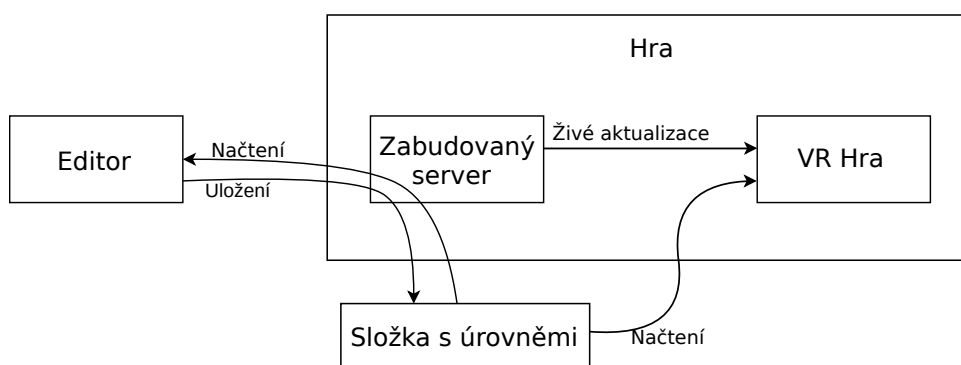 Hra
Živé aktualizace
Editor
Načtení
Uložení
Zabudovaný
server
VR Hra
Složka s úrovněmi
Načtení